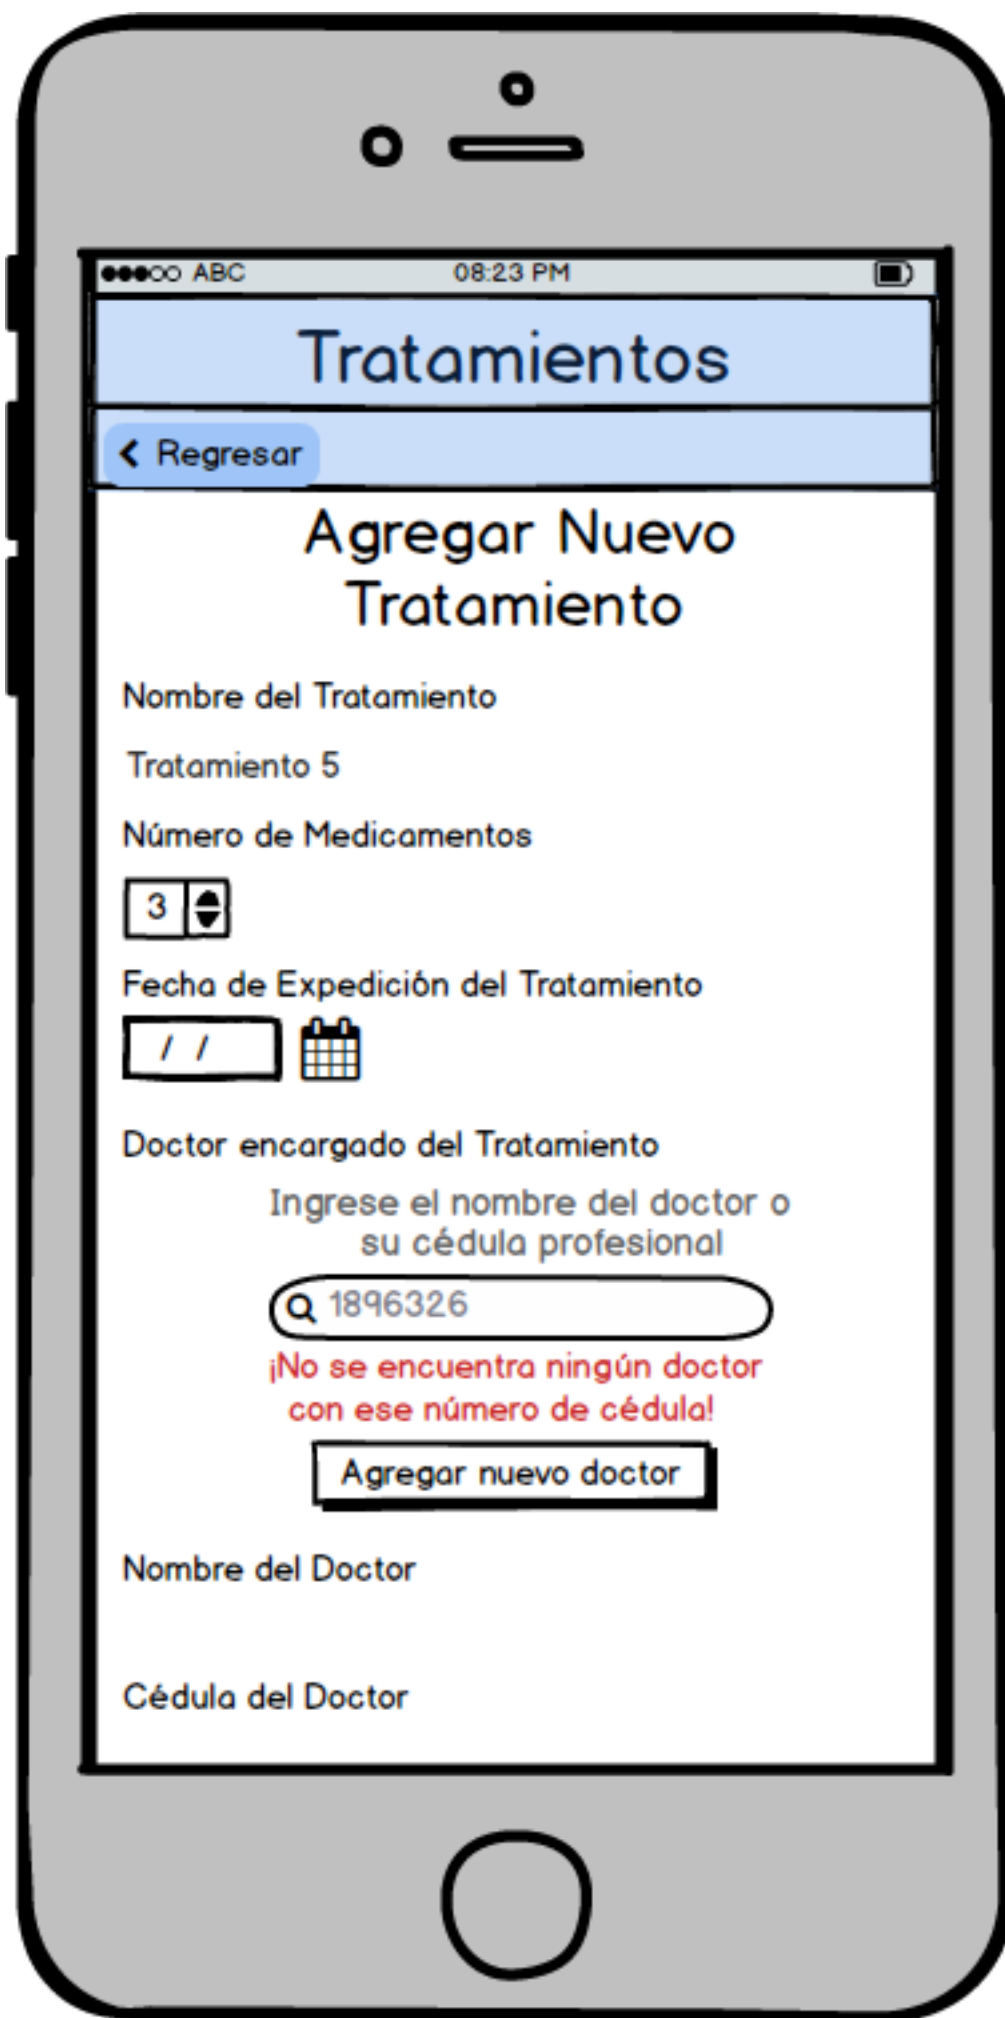 ABC 08:23 PM
Tratamientos
Regresar
Agregar Nuevo
Tratamiento
Nombre del Tratamiento
Tratamiento 5
Número de Medicamentos
3
Fecha de Expedición del Tratamiento
/ /
Doctor encargado del Tratamiento
Ingrese el nombre del doctor o
su cédula profesional
1896326
¡No se encuentra ningún doctor
con ese número de cédula!
Agregar nuevo doctor
Nombre del Doctor
Cédula del Doctor